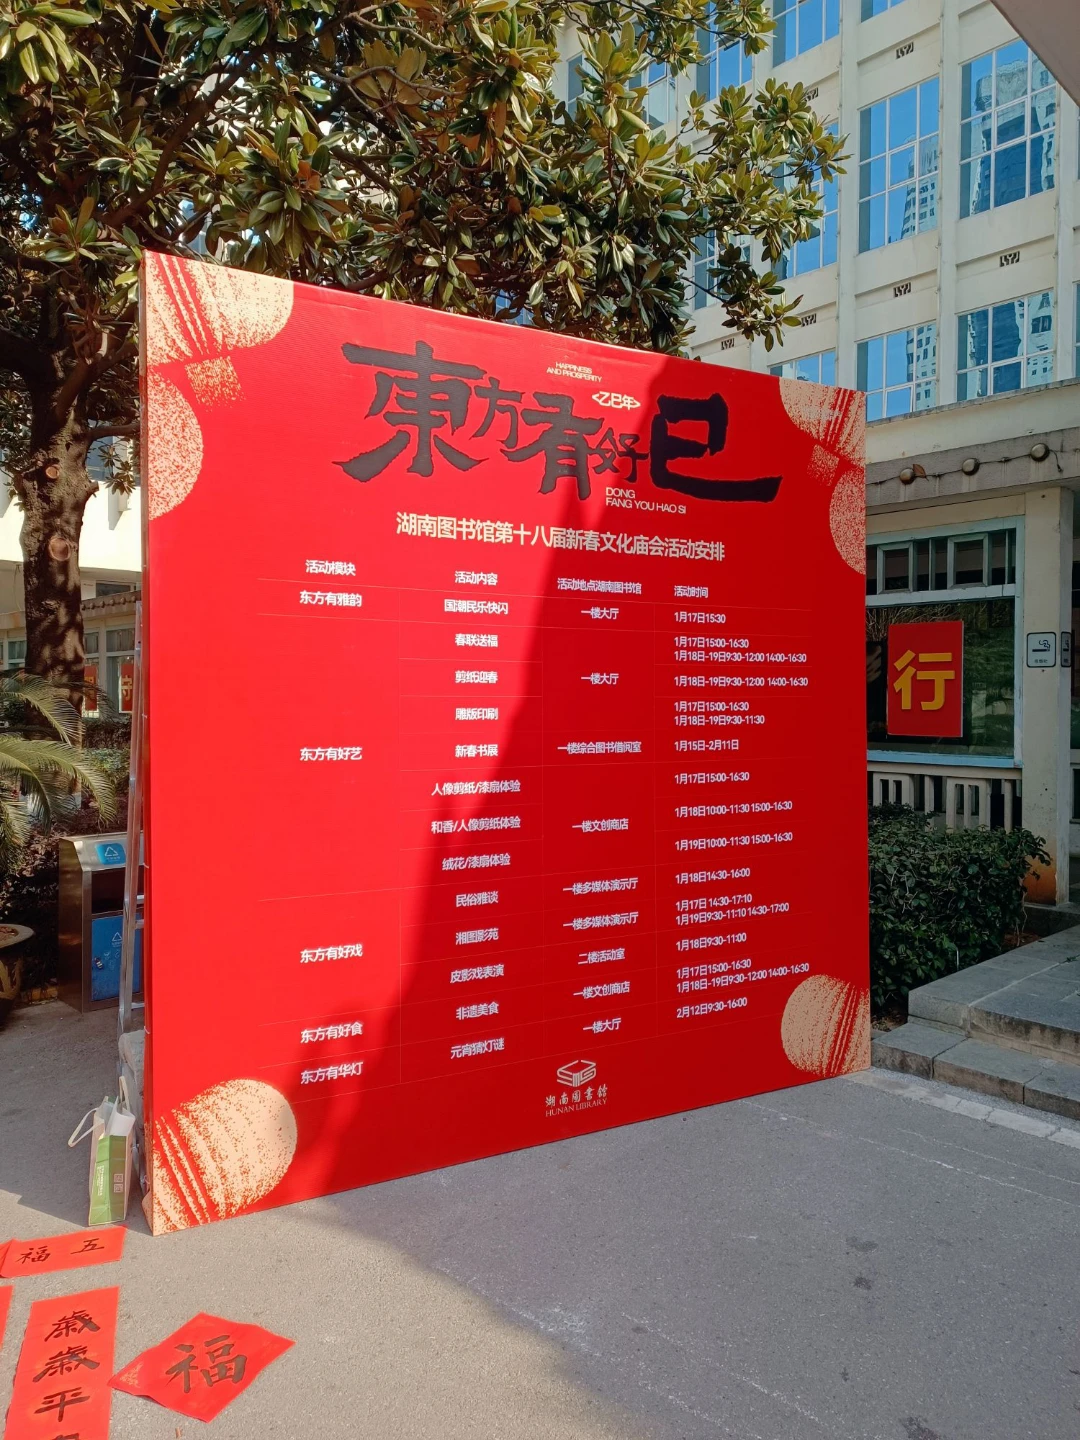 HAPPINESS
AND PROSPERITY
<乙巳年>
東方有好巳
DONG
FANG YOU HAO SI
湖南图书馆第十八届新春文化庙会活动安排
活动模块 活动内容 活动地点湖南图书馆 活动时间
东方有雅韵 国潮民乐快闪 一楼大厅 1月17日15:30
东方有好艺
春联送福
1月17日15:00-16:30
1月18日-19日9:30-12:00 14:00-16:30
剪纸迎春 一楼大厅 1月18日-19日9:30-12:00 14:00-16:30
雕版印刷
1月17日15:00-16:30
1月18日-19日9:30-11:30
新春书展 一楼综合图书借阅室 1月15日-2月11日
人像剪纸/漆扇体验 1月17日15:00-16:30
和香/人像剪纸体验 一楼文创商店 1月18日10:00-11:30 15:00-16:30
绒花/漆扇体验 1月19日10:00-11:30 15:00-16:30
东方有好戏
民俗雅谈 一楼多媒体演示厅 1月18日14:30-16:00
湘图影苑 一楼多媒体演示厅
1月17日 14:30-17:10
1月19日9:30-11:10 14:30-17:00
皮影戏表演 二楼活动室 1月18日9:30-11:00
东方有好食 非遗美食 一楼文创商店
1月17日15:00-16:30
1月18日-19日9:30-12:00 14:00-16:30
东方有华灯 元宵猜灯谜 一楼大厅 2月12日9:30-16:00
湖南图书馆
HUNAN LIBRARY
行
福 五
歲
歲
平
福